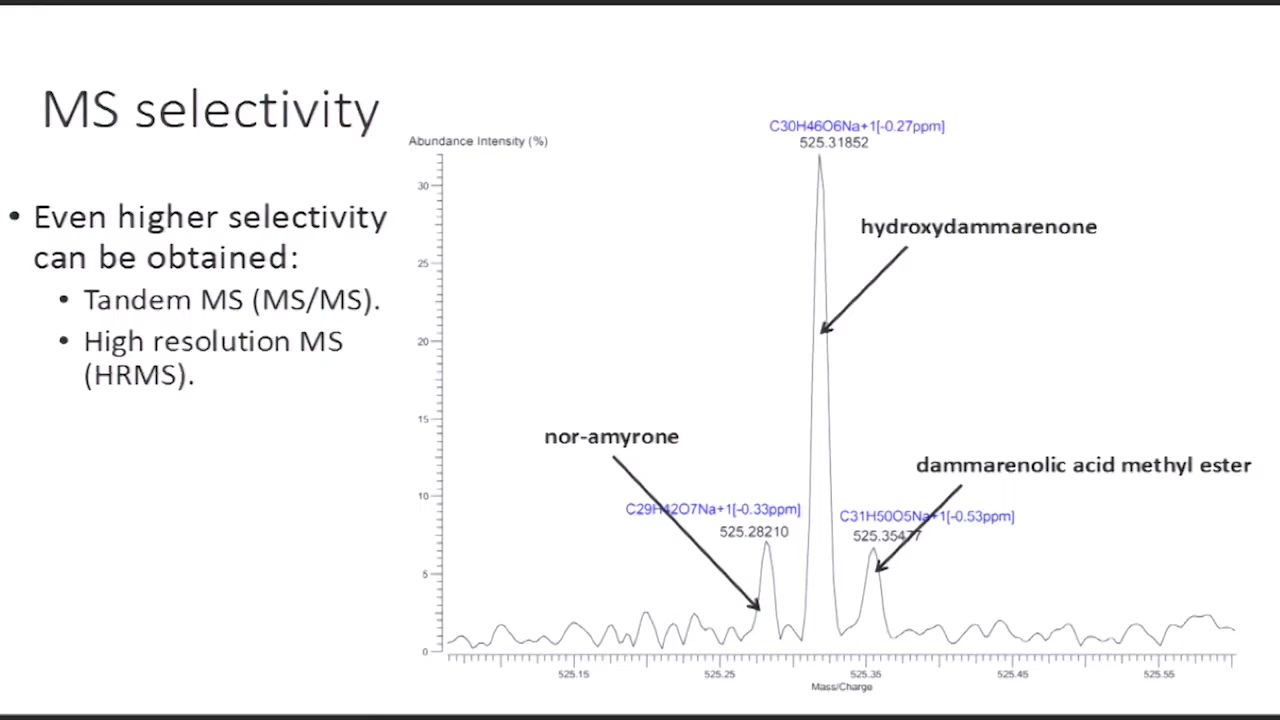 MS selectivity
• Even higher selectivity
can be obtained:
• Tandem MS (MS/MS).
• High resolution MS
(HRMS).
Abundance Intensity (%)
C30H46O6Na+1[-0.27ppm]
525.31852
hydroxydammarenone
nor-amyrone
dammarenolic acid methyl ester
C29H42O7Na+1[-0.33ppm]
525.28210
C31H50O5Na+1[-0.53ppm]
525.35477
30
25
20
15
10
5
0
525.15 525.25 525.35 525.45 525.55
Mass/Charge